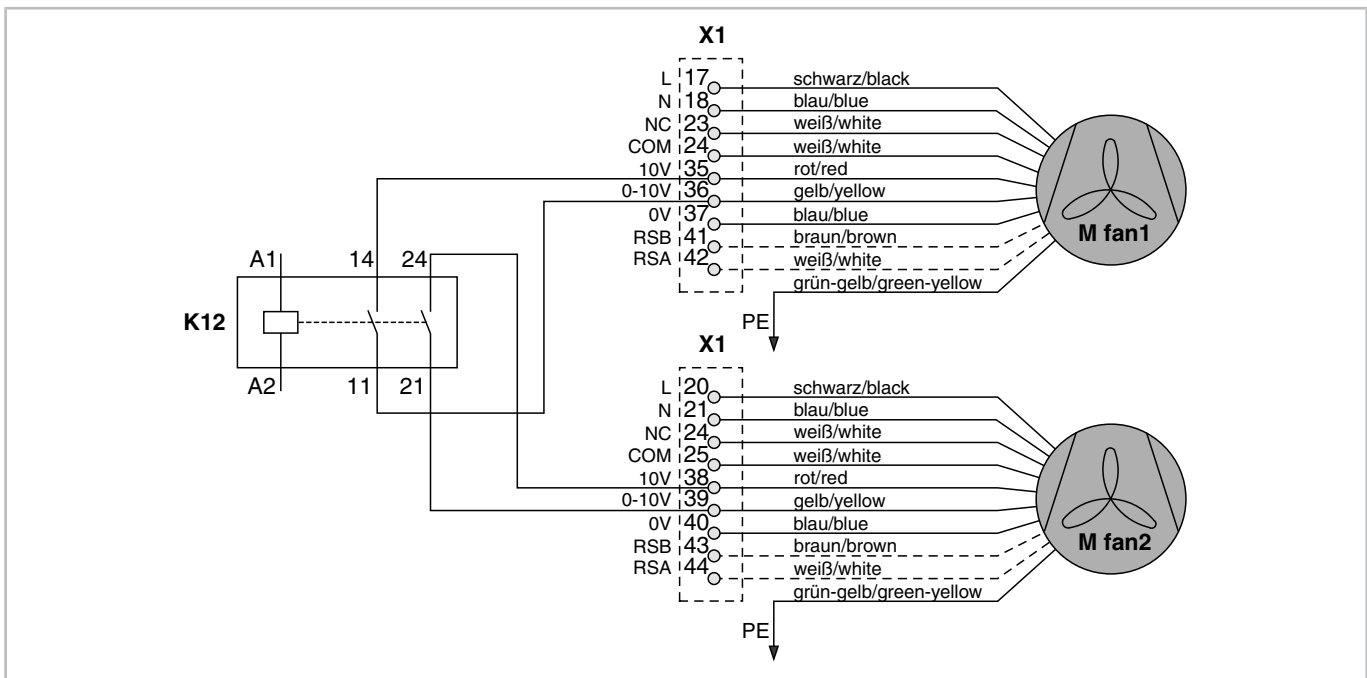 X1
L 17 schwarz/black
N 18 blau/blue
NC 23 weiß/white
COM 24 weiß/white
10V 35 rot/red
0-10V 36 gelb/yellow
0V 37 blau/blue
RSB 41 braun/brown
RSA 42 weiß/white
grün-gelb/green-yellow
PE
M fan1
A1 14 24
K12
A2 11 21
X1
L 20 schwarz/black
N 21 blau/blue
NC 24 weiß/white
COM 25 weiß/white
10V 38 rot/red
0-10V 39 gelb/yellow
0V 40 blau/blue
RSB 43 braun/brown
RSA 44 weiß/white
grün-gelb/green-yellow
PE
M fan2